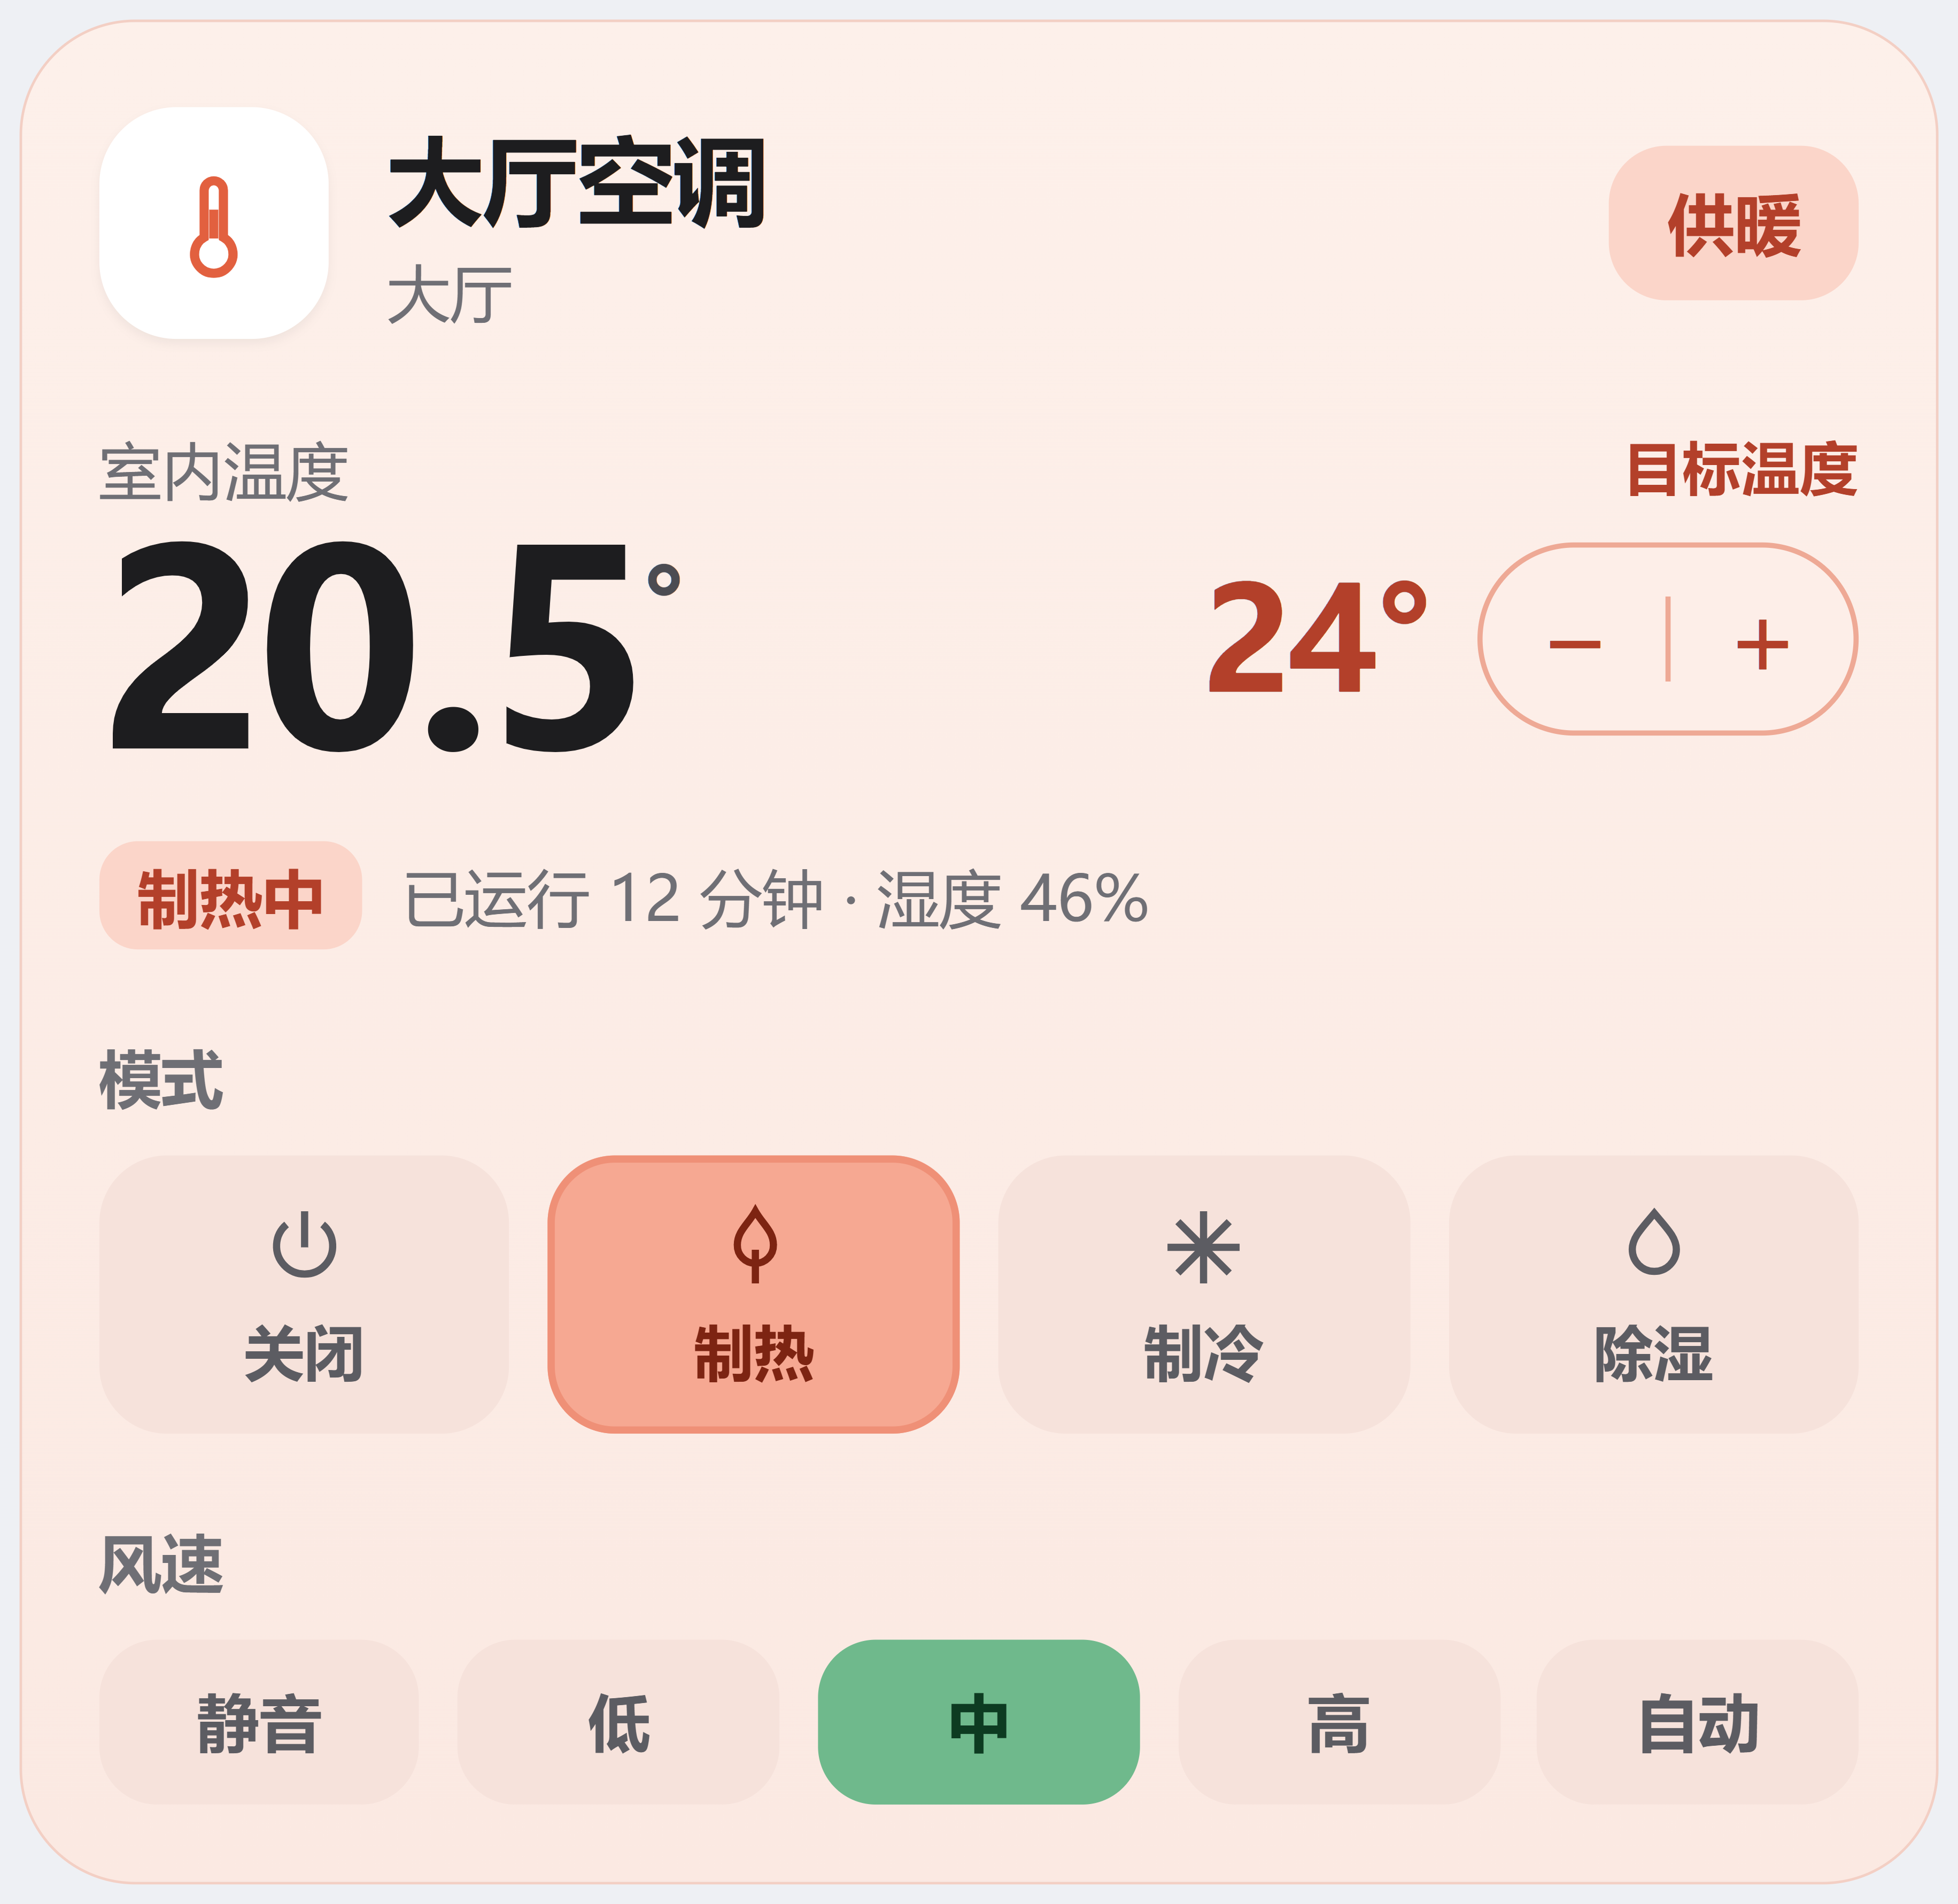 大厅空调
大厅
供暖
室内温度
目标温度
20.5°
24° − | +
制热中 已运行 12 分钟 · 湿度 46%
模式
关闭 制热 制冷 除湿
风速
静音 低 中 高 自动